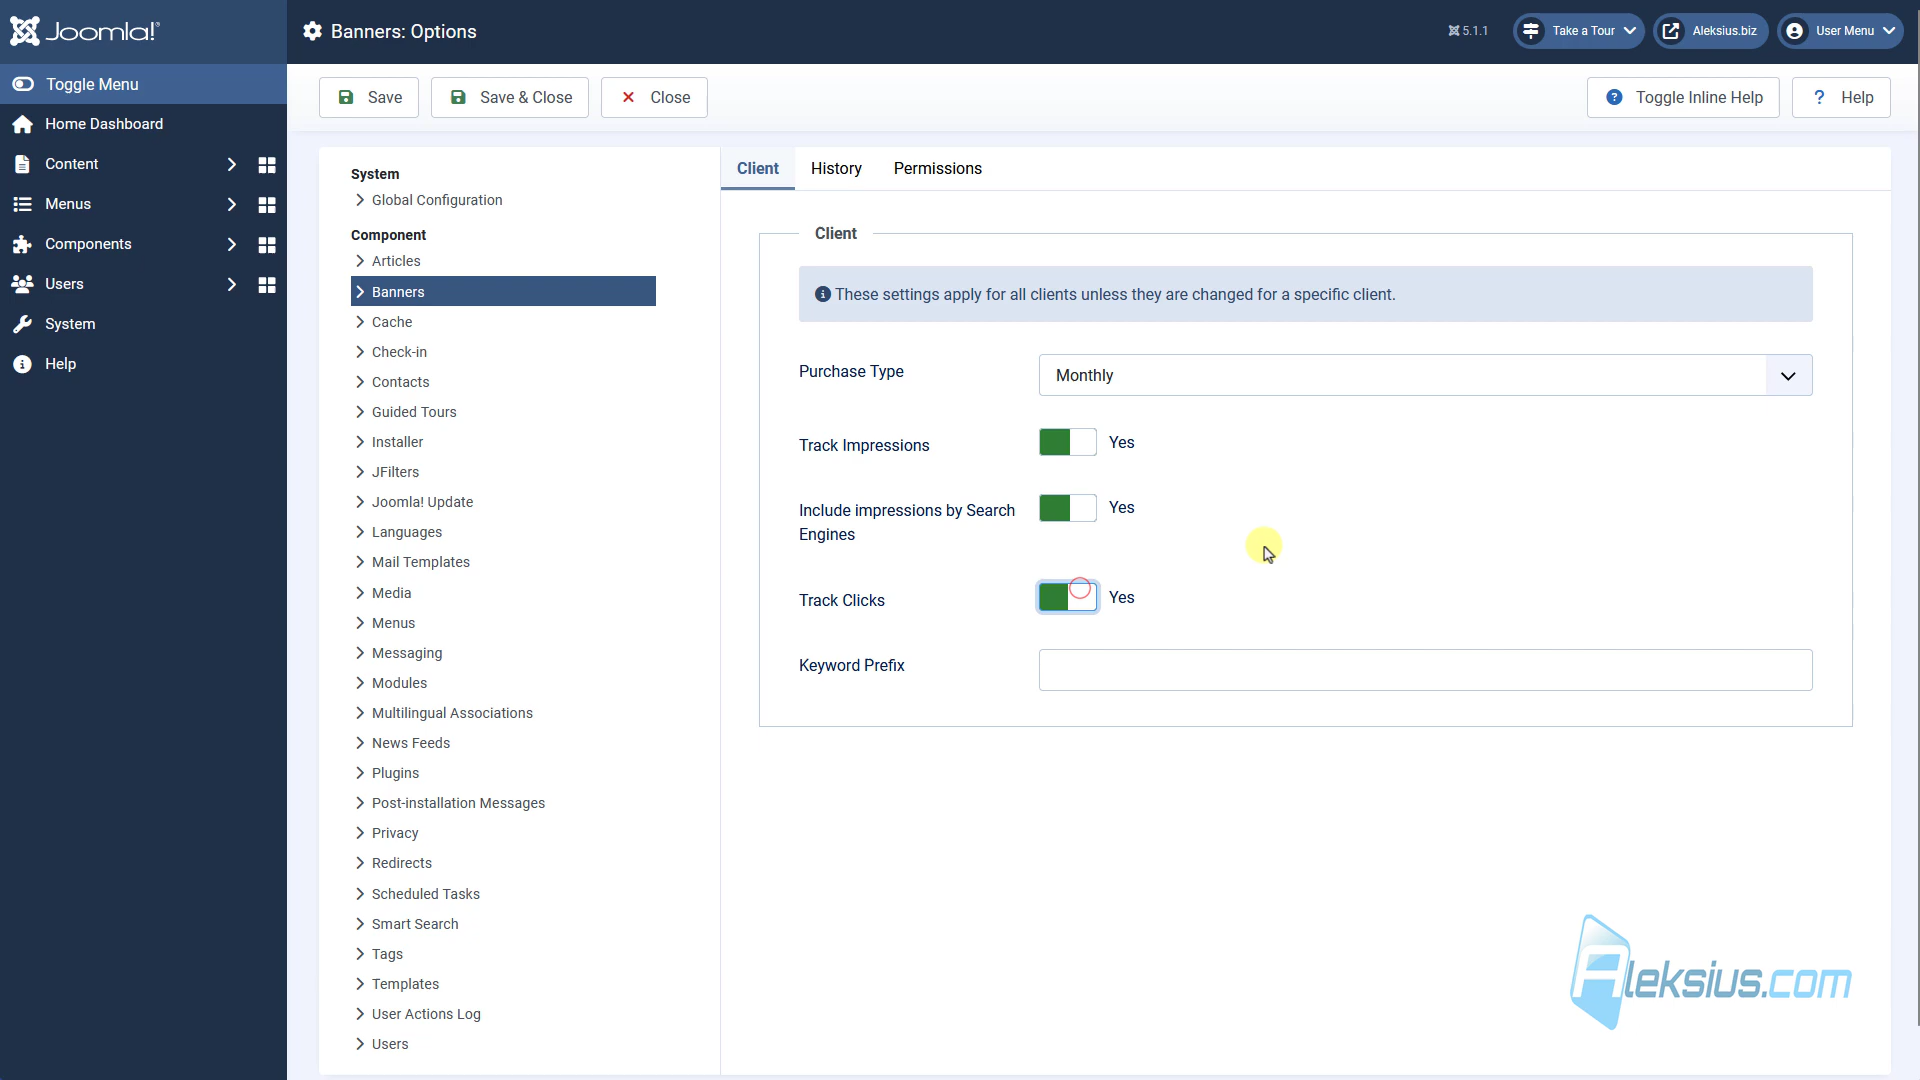 Joomla!
Banners: Options
5.1.1
Take a Tour
Aleksius.biz
User Menu
Toggle Menu
Home Dashboard
Content
Menus
Components
Users
System
Help
Save
Save & Close
Close
Toggle Inline Help
Help
System
Global Configuration
Component
Articles
Banners
Cache
Check-in
Contacts
Guided Tours
Installer
JFilters
Joomla! Update
Languages
Mail Templates
Media
Menus
Messaging
Modules
Multilingual Associations
News Feeds
Plugins
Post-installation Messages
Privacy
Redirects
Scheduled Tasks
Smart Search
Tags
Templates
User Actions Log
Users
Client
History
Permissions
Client
These settings apply for all clients unless they are changed for a specific client.
Purchase Type
Monthly
Track Impressions
Yes
Include impressions by Search
Engines
Yes
Track Clicks
Yes
Keyword Prefix
Aleksius.com